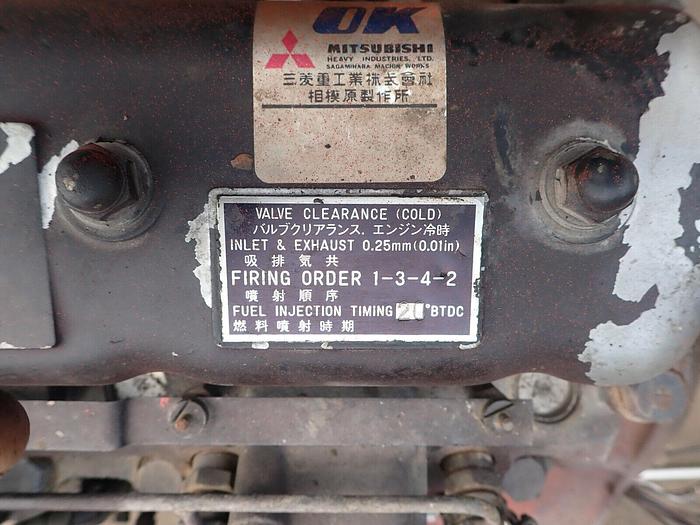 OK
MITSUBISHI
HEAVY INDUSTRIES, LTD.
SAGAMIHARA MACHINE WORKS
三菱重工業株式會社
相模原製作所
VALVE CLEARANCE (COLD)
バルブクリアランス, エンジン冷時
INLET & EXHAUST 0.25mm(0.01in)
吸排気共
FIRING ORDER 1-3-4-2
噴射順序
FUEL INJECTION TIMING °BTDC
燃料噴射時期